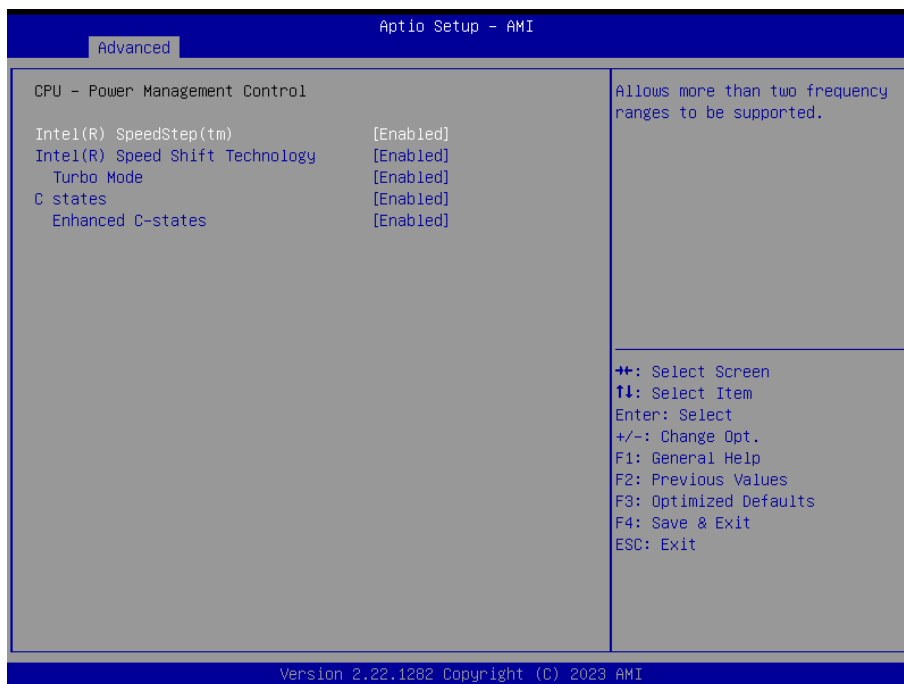 Aptio Setup - AMI
Advanced
CPU - Power Management Control
Intel(R) SpeedStep(tm) [Enabled]
Intel(R) Speed Shift Technology [Enabled]
Turbo Mode [Enabled]
C states [Enabled]
Enhanced C-states [Enabled]
Allows more than two frequency
ranges to be supported.
→←: Select Screen
↑↓: Select Item
Enter: Select
+/-: Change Opt.
F1: General Help
F2: Previous Values
F3: Optimized Defaults
F4: Save & Exit
ESC: Exit
Version 2.22.1282 Copyright (C) 2023 AMI